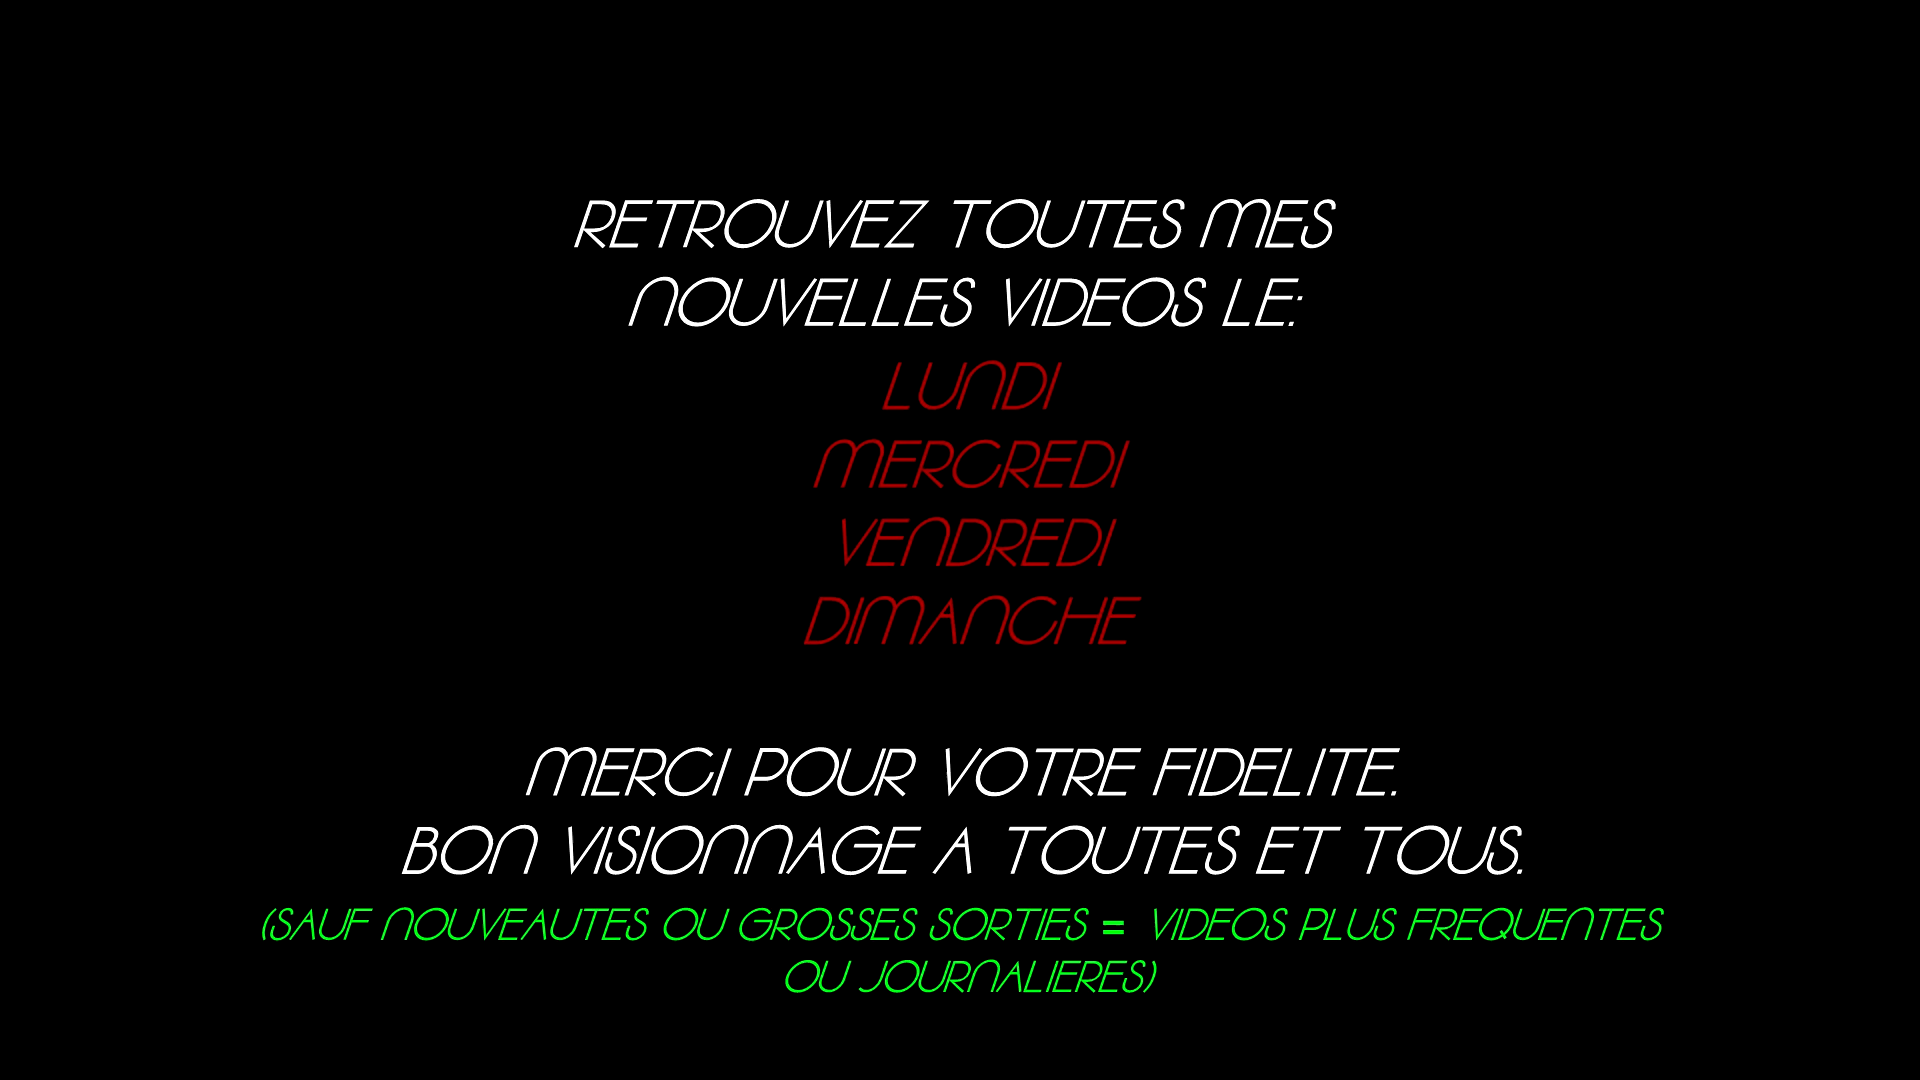 RETROUVEZ TOUTES MES
NOUVELLES VIDEOS LE:
LUNDI
MERCREDI
VENDREDI
DIMANCHE
MERCI POUR VOTRE FIDELITE.
BON VISIONNAGE A TOUTES ET TOUS.
(SAUF NOUVEAUTES OU GROSSES SORTIES = VIDEOS PLUS FREQUENTES
OU JOURNALIERES)